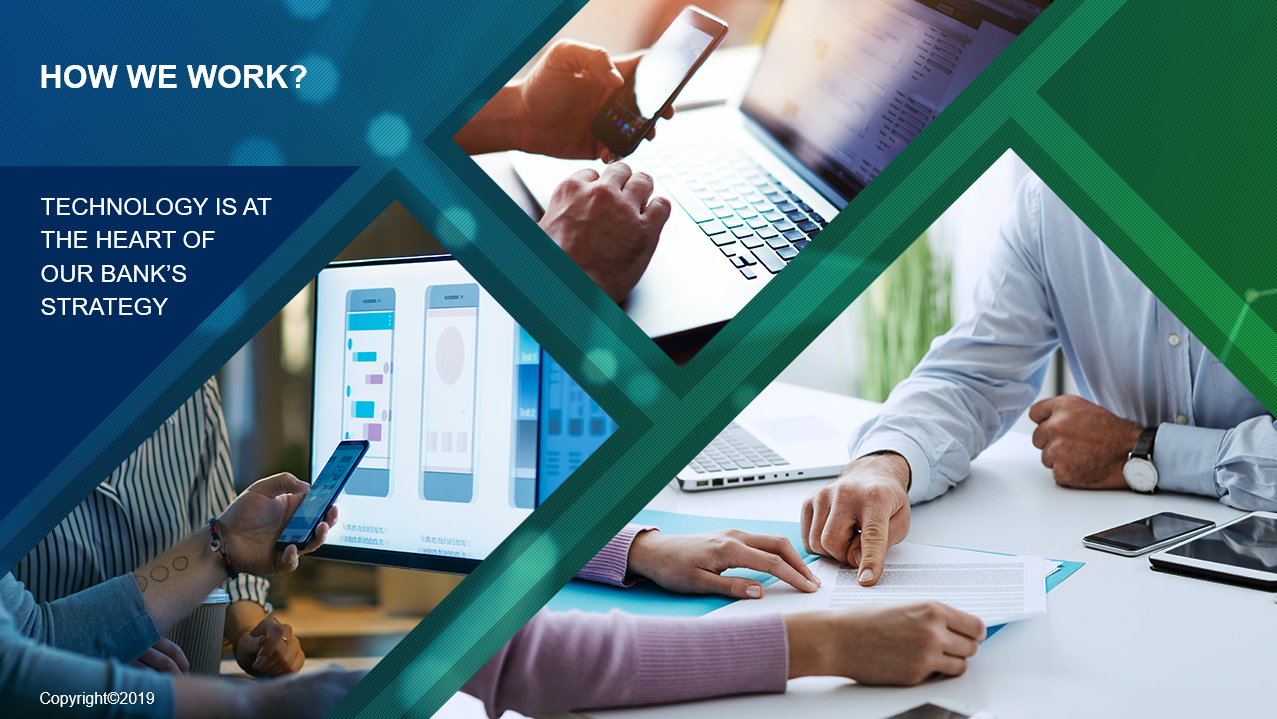 HOW WE WORK?
TECHNOLOGY IS AT
THE HEART OF
OUR BANK’S
STRATEGY
Copyright©2019